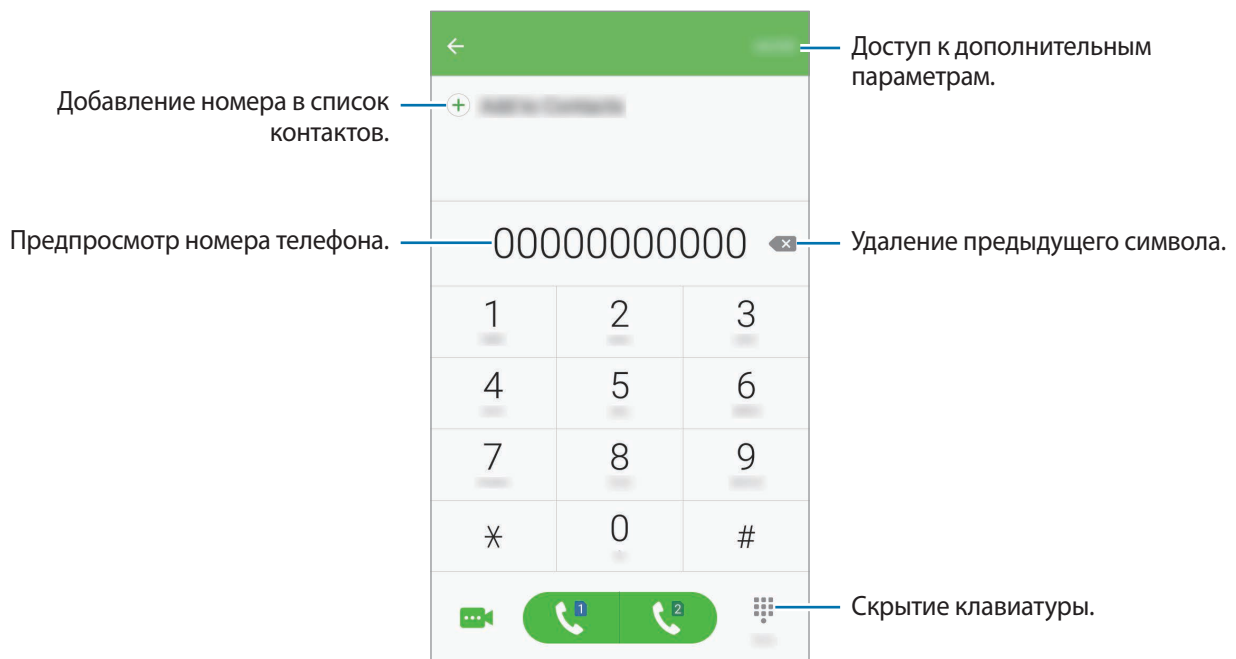 Доступ к дополнительным
параметрам.
Добавление номера в список
контактов.
Предпросмотр номера телефона.
00000000000
Удаление предыдущего символа.
1 2 3
4 5 6
7 8 9
* 0 #
1 2
Скрытие клавиатуры.